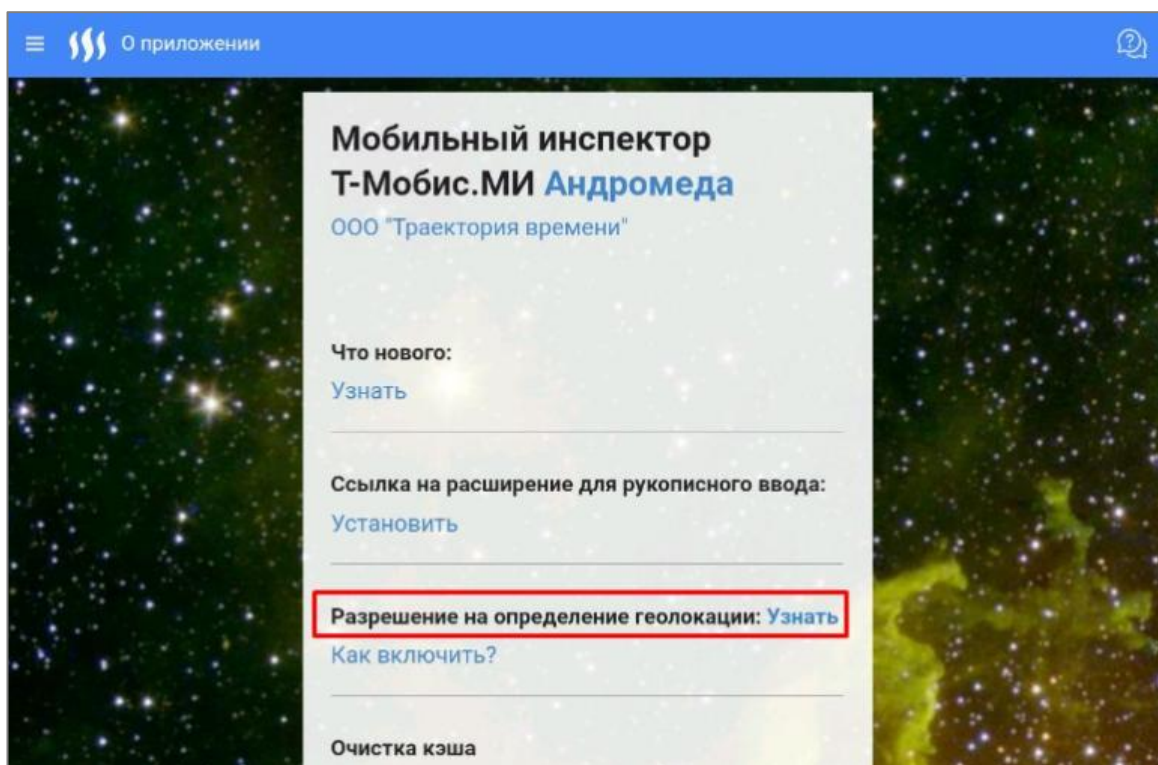 О приложении
Мобильный инспектор
Т-Мобис.МИ Андромеда
ООО "Траектория времени"
Что нового:
Узнать
Ссылка на расширение для рукописного ввода:
Установить
Разрешение на определение геолокации: Узнать
Как включить?
Очистка кэша